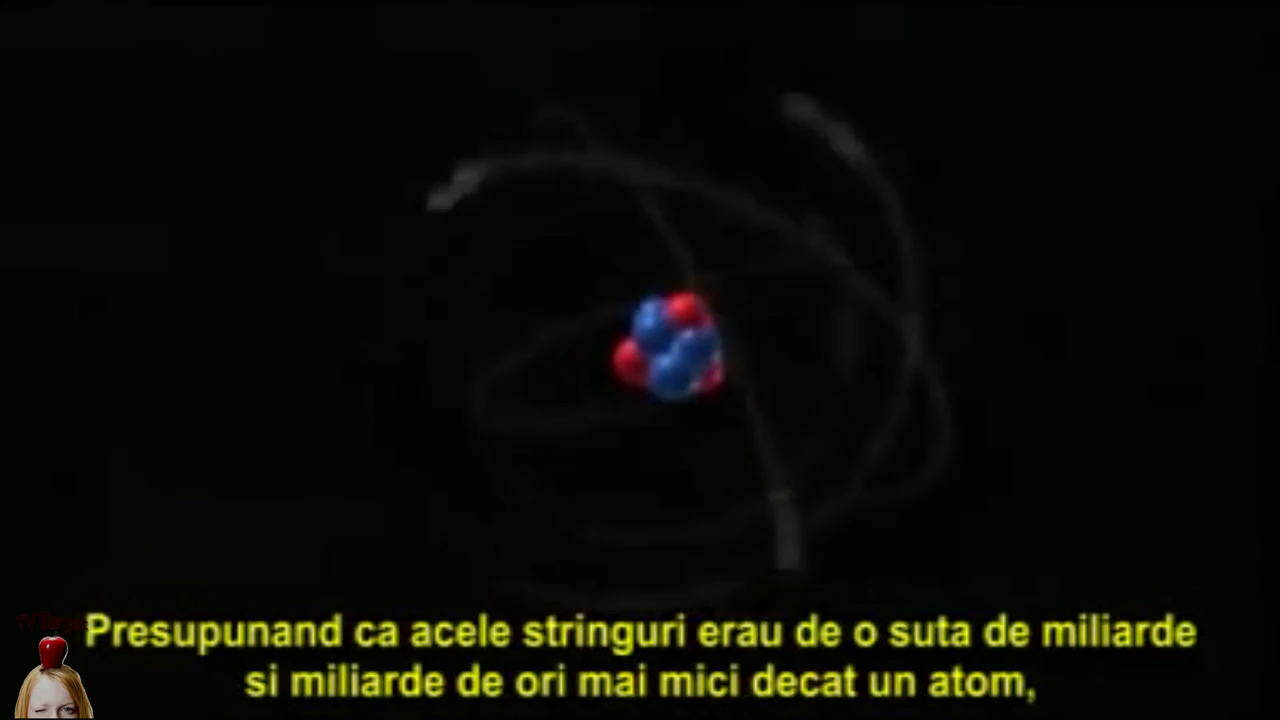 Presupunand ca acele stringuri erau de o suta de miliarde
si miliarde de ori mai mici decat un atom,